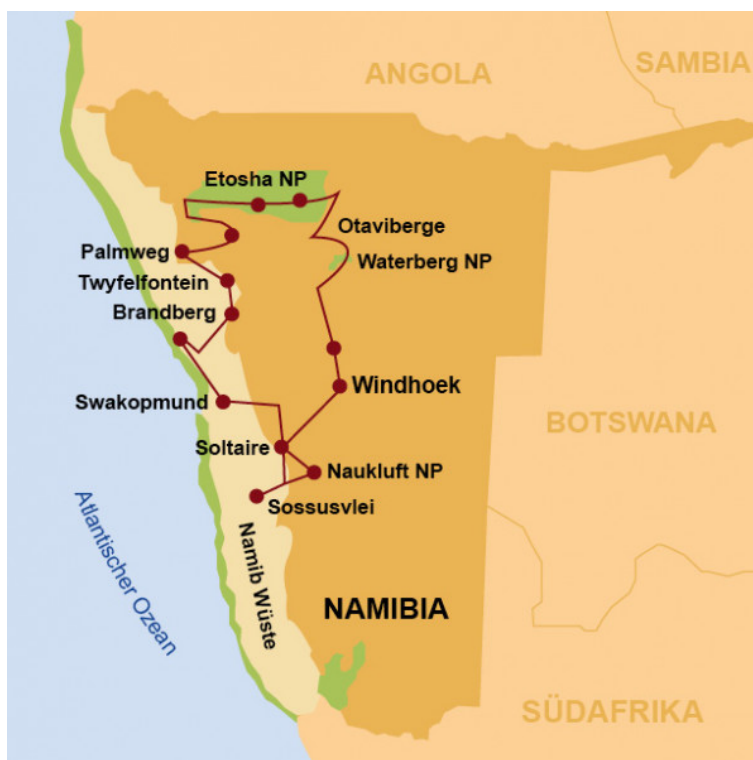 ANGOLA
SAMBIA
Etosha NP
Otaviberge
Palmweg
Waterberg NP
Twyfelfontein
Brandberg
Windhoek
Swakopmund
BOTSWANA
Soltaire
Naukluft NP
Sossusvlei
Atlantischer Ozean
Namib Wüste
NAMIBIA
SÜDAFRIKA